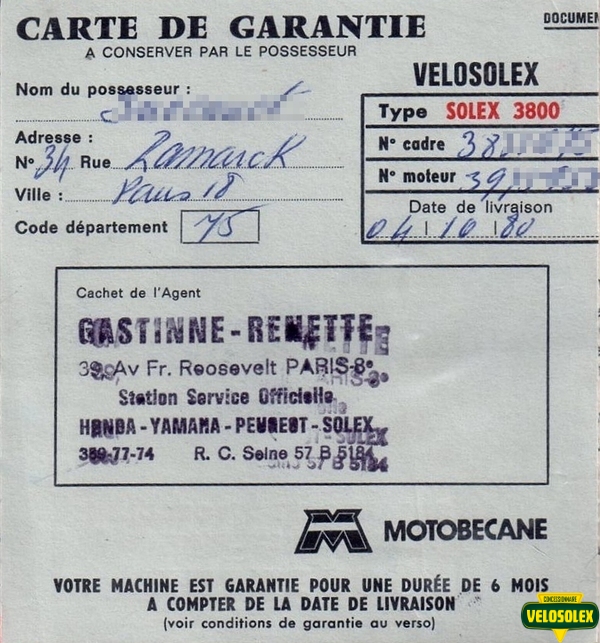 CARTE DE GARANTIE
DOCUMEN
A CONSERVER PAR LE POSSESSEUR
VELOSOLEX
Nom du possesseur :
Type SOLEX 3800
Adresse :
N° cadre 38
N° 34 Rue Lamarck
N° moteur 39
Ville : Paris 18
Date de livraison
Code département 75
04 16 80
Cachet de l'Agent
GASTINNE-RENETTE
39, Av Fr. Roosevelt PARIS-8e
Station Service Officielle
HONDA-YAMAHA-PEUGEOT-SOLEX
359-77-74 R. C. Seine 57 B 5184
MOTOBECANE
VOTRE MACHINE EST GARANTIE POUR UNE DURÉE DE 6 MOIS
A COMPTER DE LA DATE DE LIVRAISON
(voir conditions de garantie au verso)
CONCESSIONNAIRE
VELOSOLEX